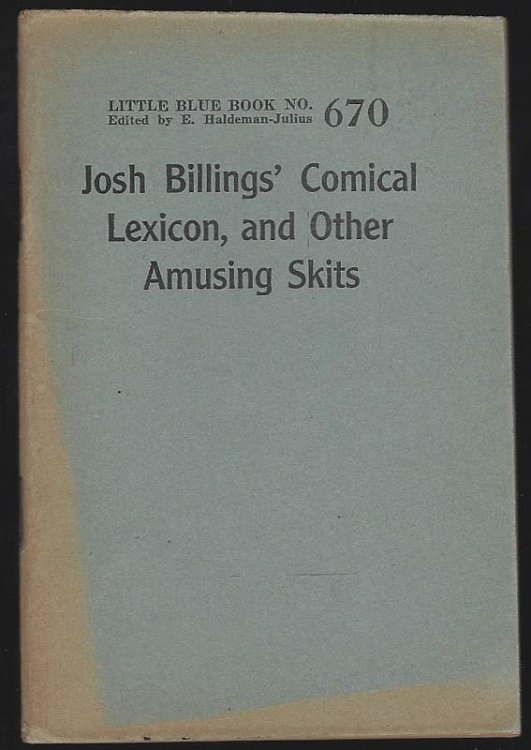 LITTLE BLUE BOOK NO. 670
Edited by E. Haldeman-Julius
Josh Billings' Comical
Lexicon, and Other
Amusing Skits